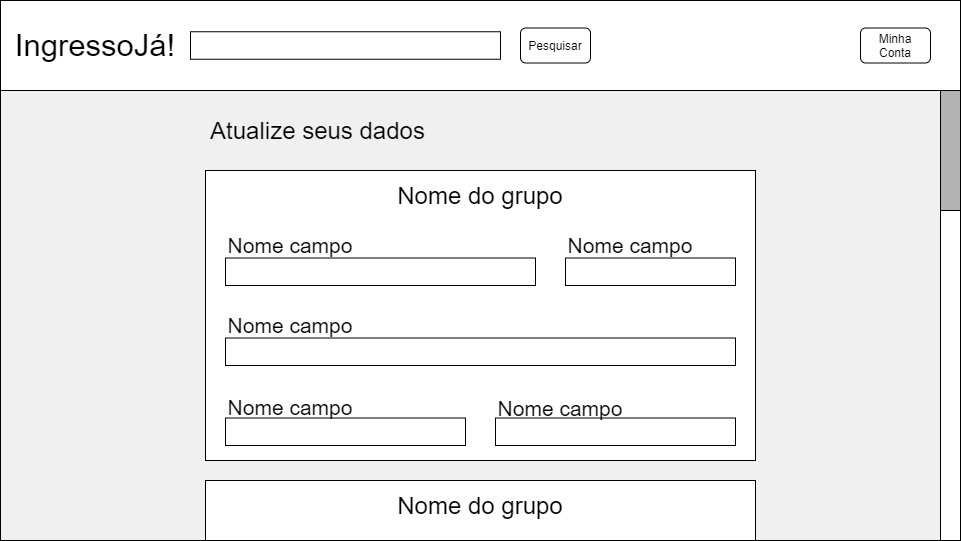 IngressoJá!
Pesquisar
Minha
Conta
Atualize seus dados
Nome do grupo
Nome campo
Nome campo
Nome campo
Nome campo
Nome campo
Nome do grupo